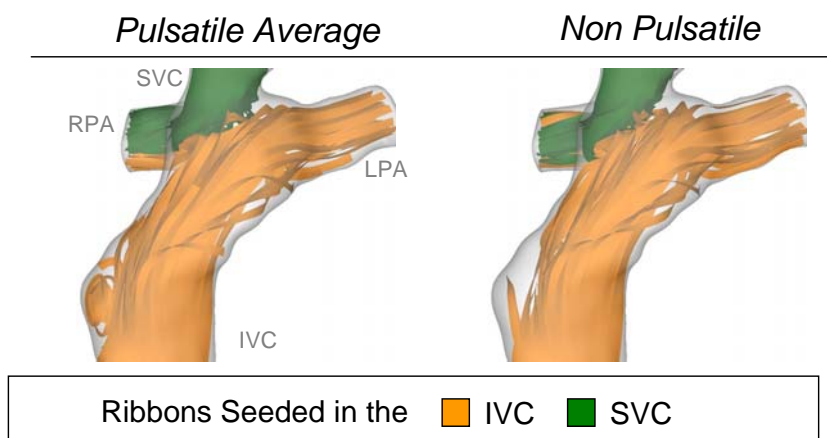 Pulsatile Average
Non Pulsatile
SVC
RPA
LPA
IVC
Ribbons Seeded in the IVC SVC